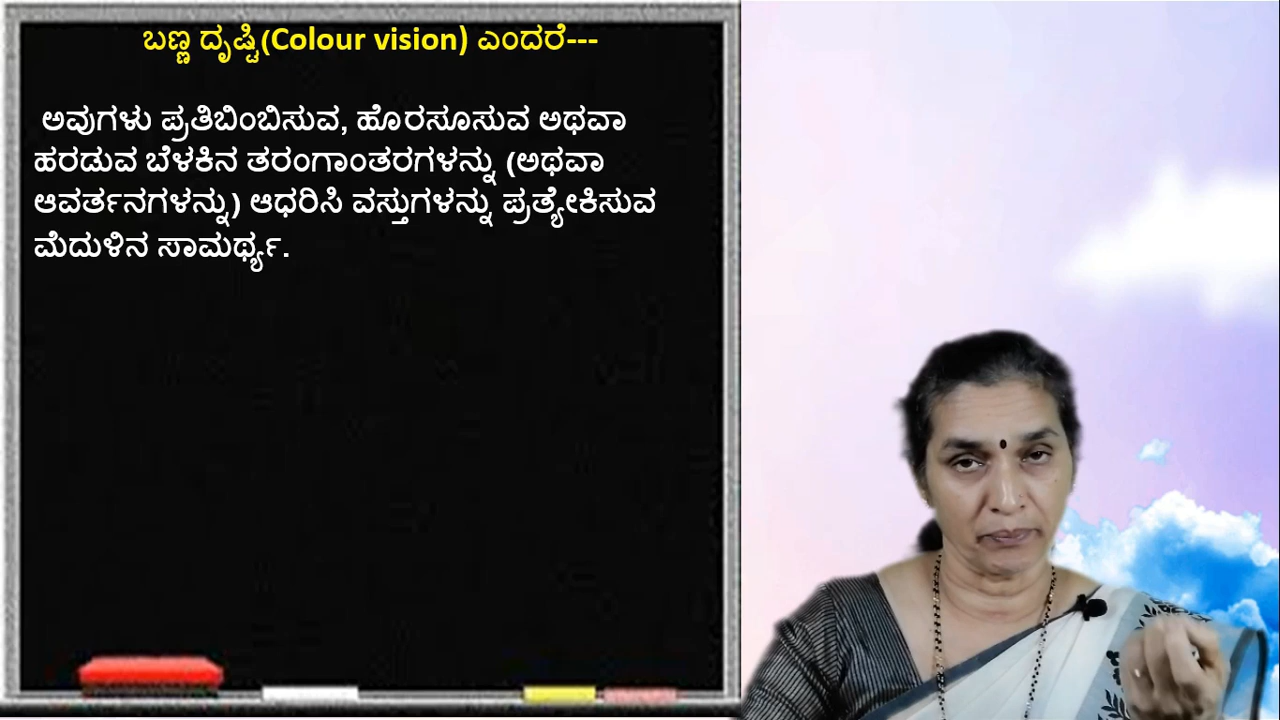 ಬಣ್ಣ ದೃಷ್ಟಿ(Colour vision) ಎಂದರೆ---
ಅವುಗಳು ಪ್ರತಿಬಿಂಬಿಸುವ, ಹೊರಸೂಸುವ ಅಥವಾ
ಹರಡುವ ಬೆಳಕಿನ ತರಂಗಾಂತರಗಳನ್ನು (ಅಥವಾ
ಆವರ್ತನಗಳನ್ನು) ಆಧರಿಸಿ ವಸ್ತುಗಳನ್ನು ಪ್ರತ್ಯೇಕಿಸುವ
ಮೆದುಳಿನ ಸಾಮರ್ಥ್ಯ.